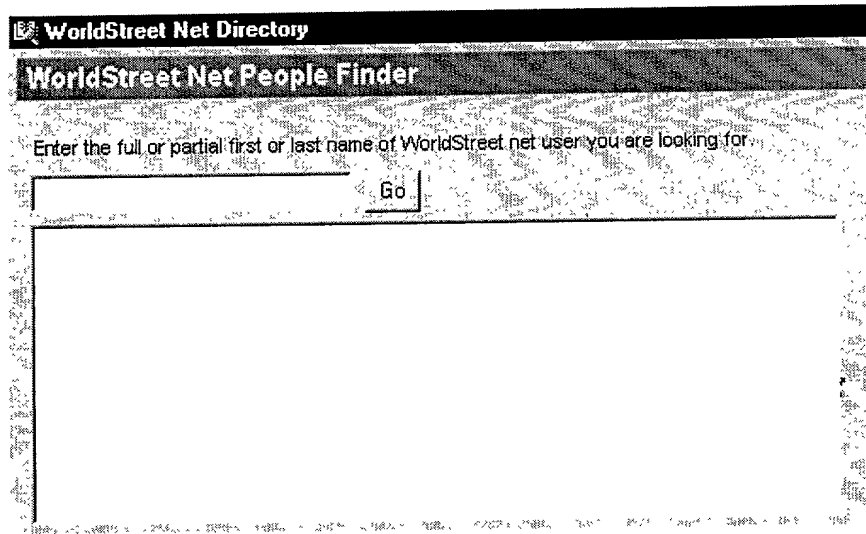 WorldStreet Net Directory
WorldStreet Net People Finder
Enter the full or partial first or last name of WorldStreet net user you are looking for.
Go